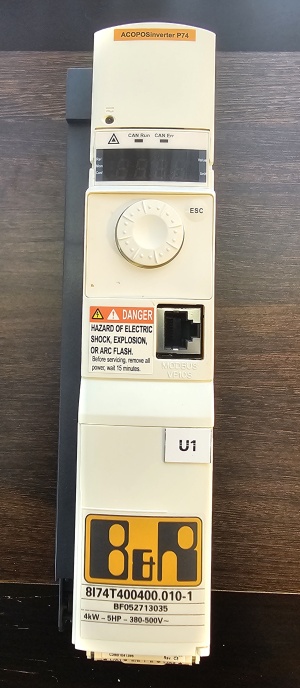 ACOPOSinverter P74
CAN Run
CAN Err
ESC
DANGER
HAZARD OF ELECTRIC
SHOCK, EXPLOSION,
OR ARC FLASH.
Before servicing, remove all
power, wait 15 minutes.
MODBUS
U1
B&R
8I74T400400.010-1
BF052713035
4kW – 5HP – 380-500V~